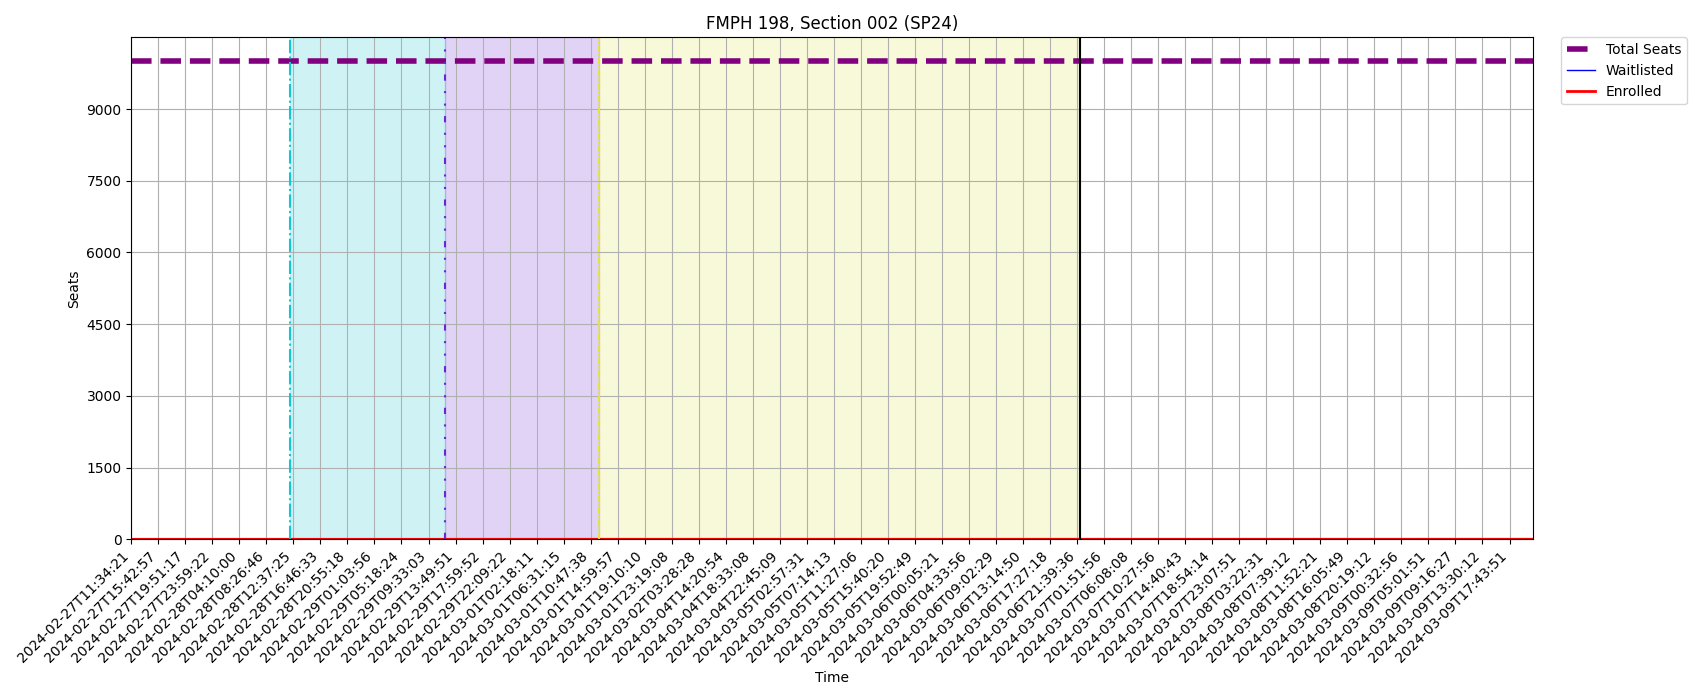 FMPH 198, Section 002 (SP24)
Total Seats
Waitlisted
Enrolled
9000
7500
6000
4500
3000
1500
0
Seats
2024-02-27T11:34:21
2024-02-27T15:42:57
2024-02-27T19:51:17
2024-02-27T23:59:22
2024-02-28T04:10:00
2024-02-28T08:26:46
2024-02-28T12:37:25
2024-02-28T16:46:33
2024-02-28T20:55:18
2024-02-29T01:03:56
2024-02-29T05:18:24
2024-02-29T09:33:03
2024-02-29T13:49:51
2024-02-29T17:59:52
2024-02-29T22:09:22
2024-03-01T02:18:11
2024-03-01T06:31:15
2024-03-01T10:47:38
2024-03-01T14:59:57
2024-03-01T19:10:10
2024-03-01T23:19:08
2024-03-02T03:28:28
2024-03-04T14:20:54
2024-03-04T18:33:08
2024-03-04T22:45:09
2024-03-05T02:57:31
2024-03-05T07:14:13
2024-03-05T11:27:06
2024-03-05T15:40:20
2024-03-05T19:52:49
2024-03-06T00:05:21
2024-03-06T04:33:56
2024-03-06T09:02:29
2024-03-06T13:14:50
2024-03-06T17:27:18
2024-03-06T21:39:36
2024-03-07T01:51:56
2024-03-07T06:08:08
2024-03-07T10:27:56
2024-03-07T14:40:43
2024-03-07T18:54:14
2024-03-07T23:07:51
2024-03-08T03:22:31
2024-03-08T07:39:12
2024-03-08T11:52:21
2024-03-08T16:05:49
2024-03-08T20:19:12
2024-03-09T00:32:56
2024-03-09T05:01:51
2024-03-09T09:16:27
2024-03-09T13:30:12
2024-03-09T17:43:51
Time